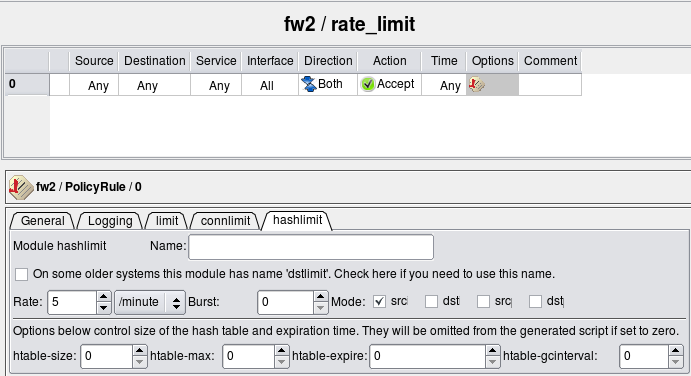 fw2 / rate_limit
Source Destination Service Interface Direction Action Time Options Comment
0 Any Any Any All Both Accept Any
fw2 / PolicyRule / 0
General Logging limit connlimit hashlimit
Module hashlimit Name:
On some older systems this module has name 'dstlimit'. Check here if you need to use this name.
Rate: 5 /minute Burst: 0 Mode: src dst src dst
Options below control size of the hash table and expiration time. They will be omitted from the generated script if set to zero.
htable-size: 0 htable-max: 0 htable-expire: 0 htable-gcinterval: 0